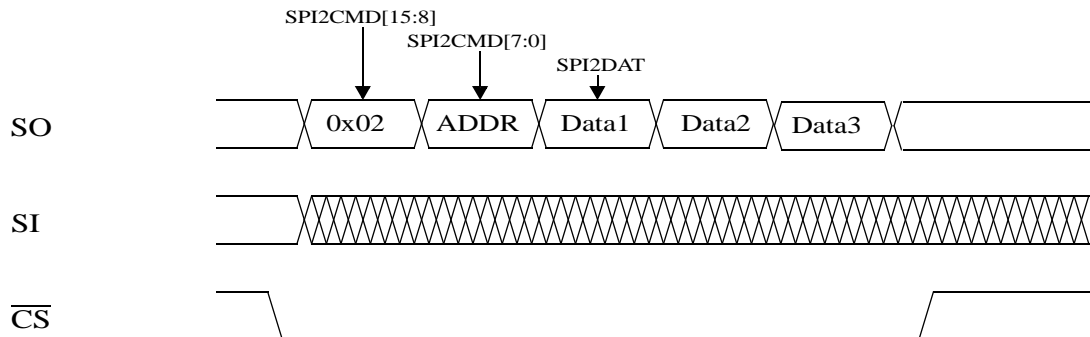 SPI2CMD[15:8]
SPI2CMD[7:0]
SPI2DAT
SO 0x02 ADDR Data1 Data2 Data3
SI
CS